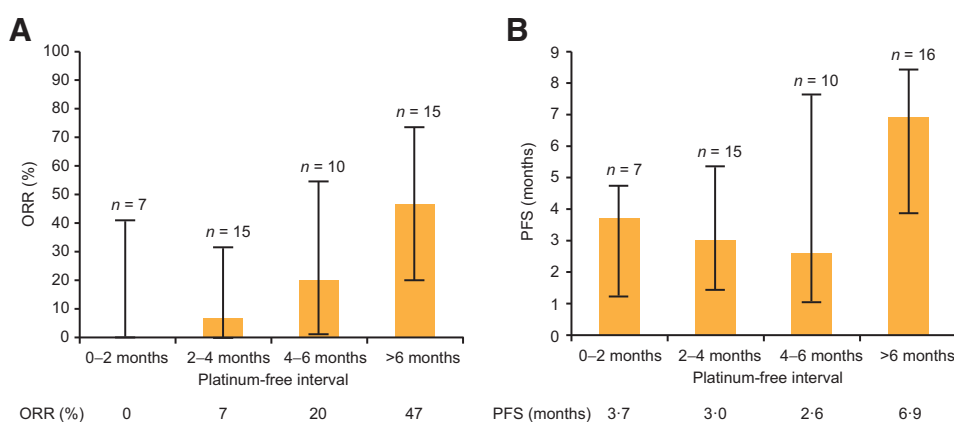 A
100
90
80
70
60
50
40
30
20
10
0
ORR (%)
n = 7
n = 15
n = 10
n = 15
0–2 months 2–4 months 4–6 months >6 months
Platinum-free interval
ORR (%) 0 7 20 47
B
9
8
7
6
5
4
3
2
1
0
PFS (months)
n = 7
n = 15
n = 10
n = 16
0–2 months 2–4 months 4–6 months >6 months
Platinum-free interval
PFS (months) 3·7 3·0 2·6 6·9